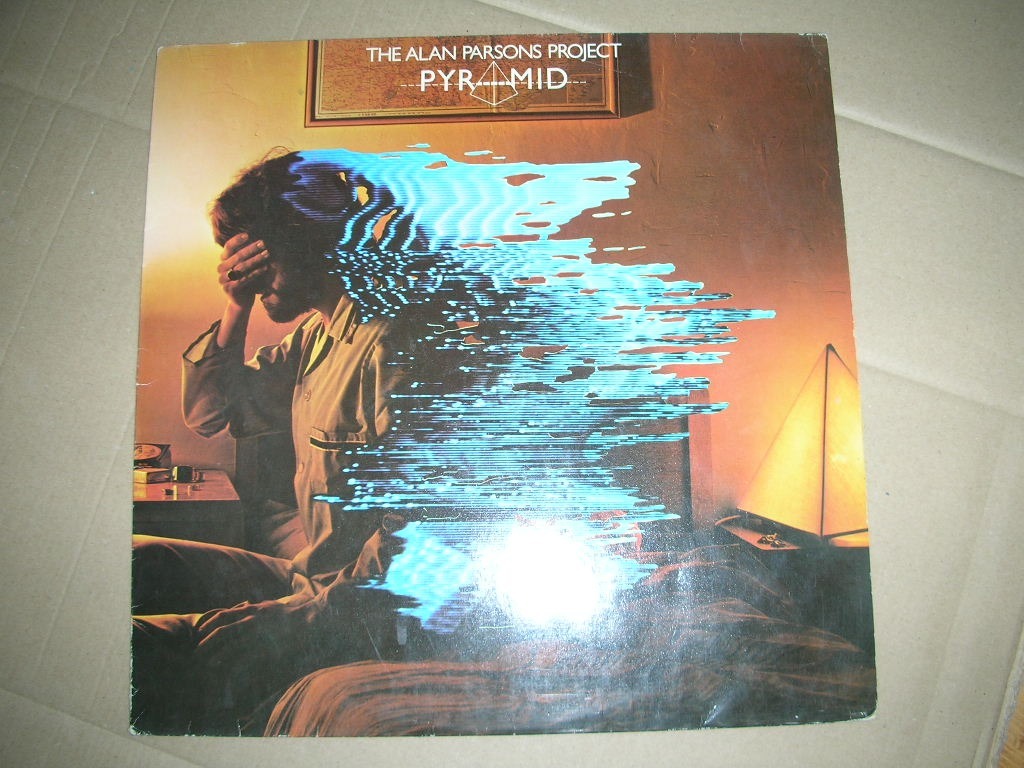 THE ALAN PARSONS PROJECT
PYRAMID